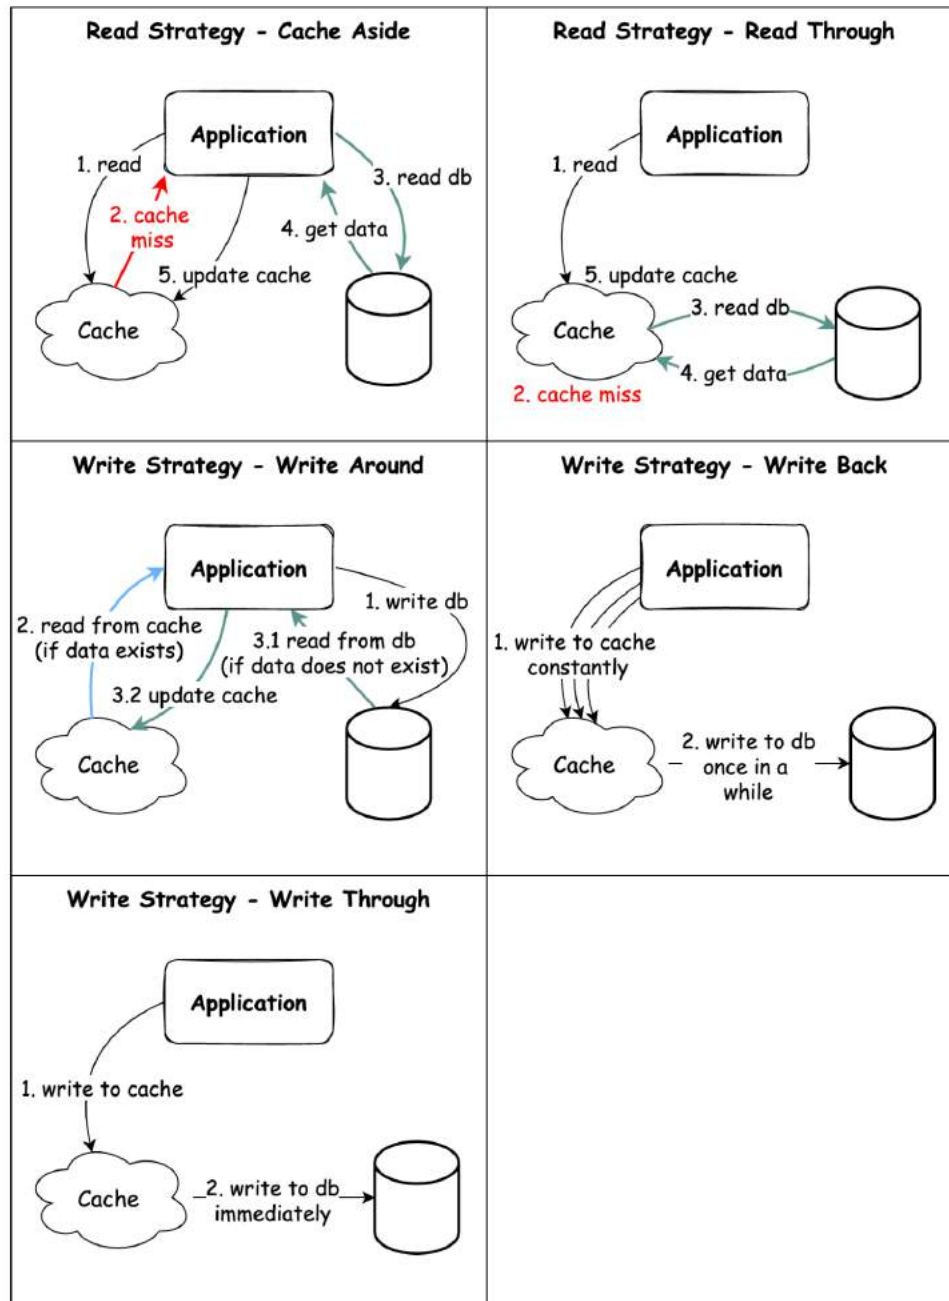 Read Strategy - Cache Aside
Application
1. read
2. cache
miss
3. read db
4. get data
5. update cache
Cache
Read Strategy - Read Through
Application
1. read
5. update cache
Cache
3. read db
4. get data
2. cache miss
Write Strategy - Write Around
Application
1. write db
2. read from cache
(if data exists)
3.1 read from db
(if data does not exist)
3.2 update cache
Cache
Write Strategy - Write Back
Application
1. write to cache
constantly
Cache
2. write to db
once in a
while
Write Strategy - Write Through
Application
1. write to cache
Cache
2. write to db
immediately